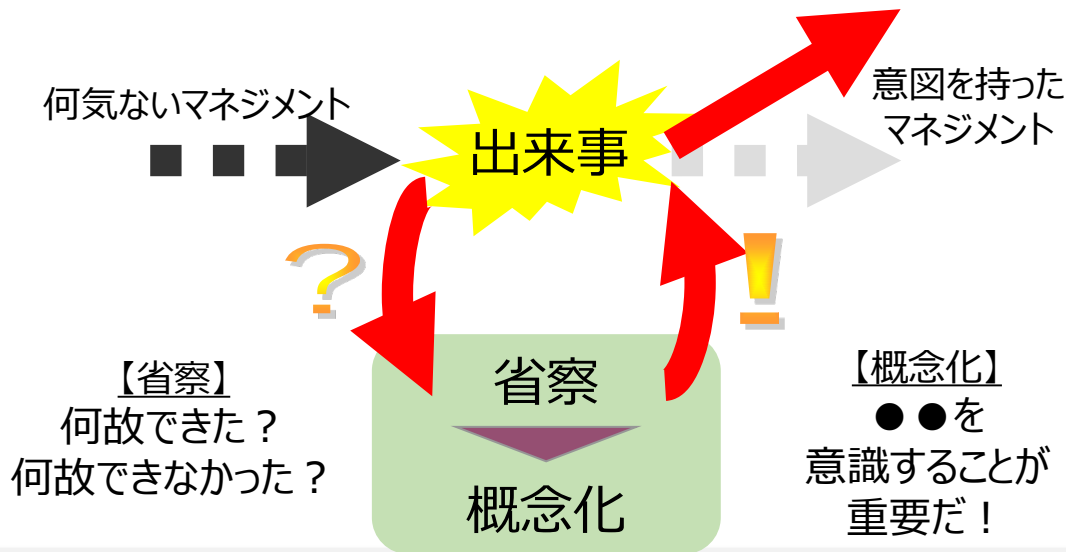 何気ないマネジメント
出来事
意図を持った
マネジメント
?
!
【省察】
何故できた？
何故できなかった？
省察
概念化
【概念化】
●●を
意識することが
重要だ！